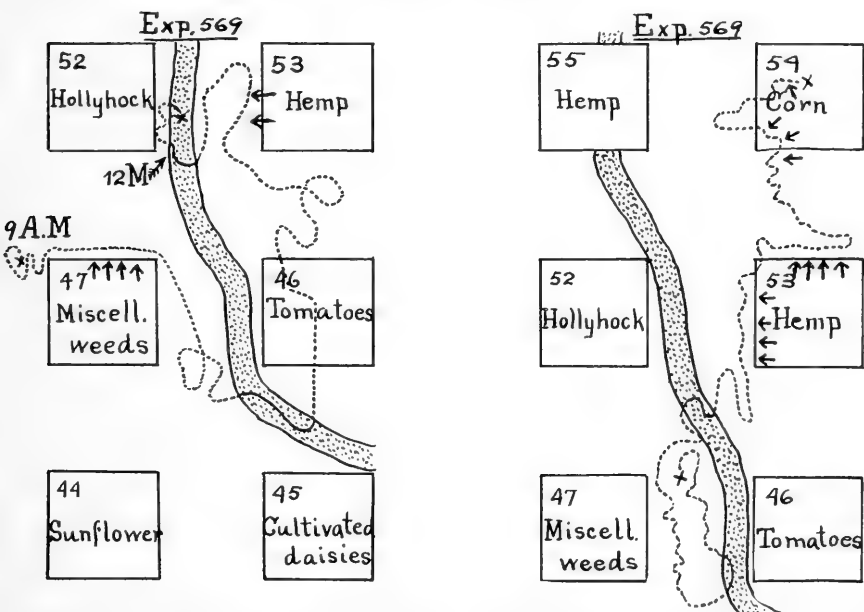 Exp. 569
52
Hollyhock
53
Hemp
12M
9 A.M
47
Miscell.
weeds
46
Tomatoes
44
Sunflower
45
Cultivated
daisies
Exp. 569
55
Hemp
54
Corn
52
Hollyhock
53
Hemp
47
Miscell.
weeds
46
Tomatoes